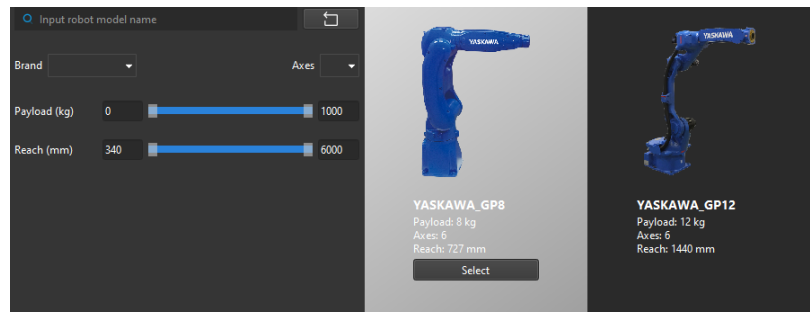 Input robot model name
Brand
Axes
Payload (kg)
0
1000
Reach (mm)
340
6000
YASKAWA
YASKAWA_GP8
Payload: 8 kg
Axes: 6
Reach: 727 mm
Select
YASKAWA
YASKAWA_GP12
Payload: 12 kg
Axes: 6
Reach: 1440 mm